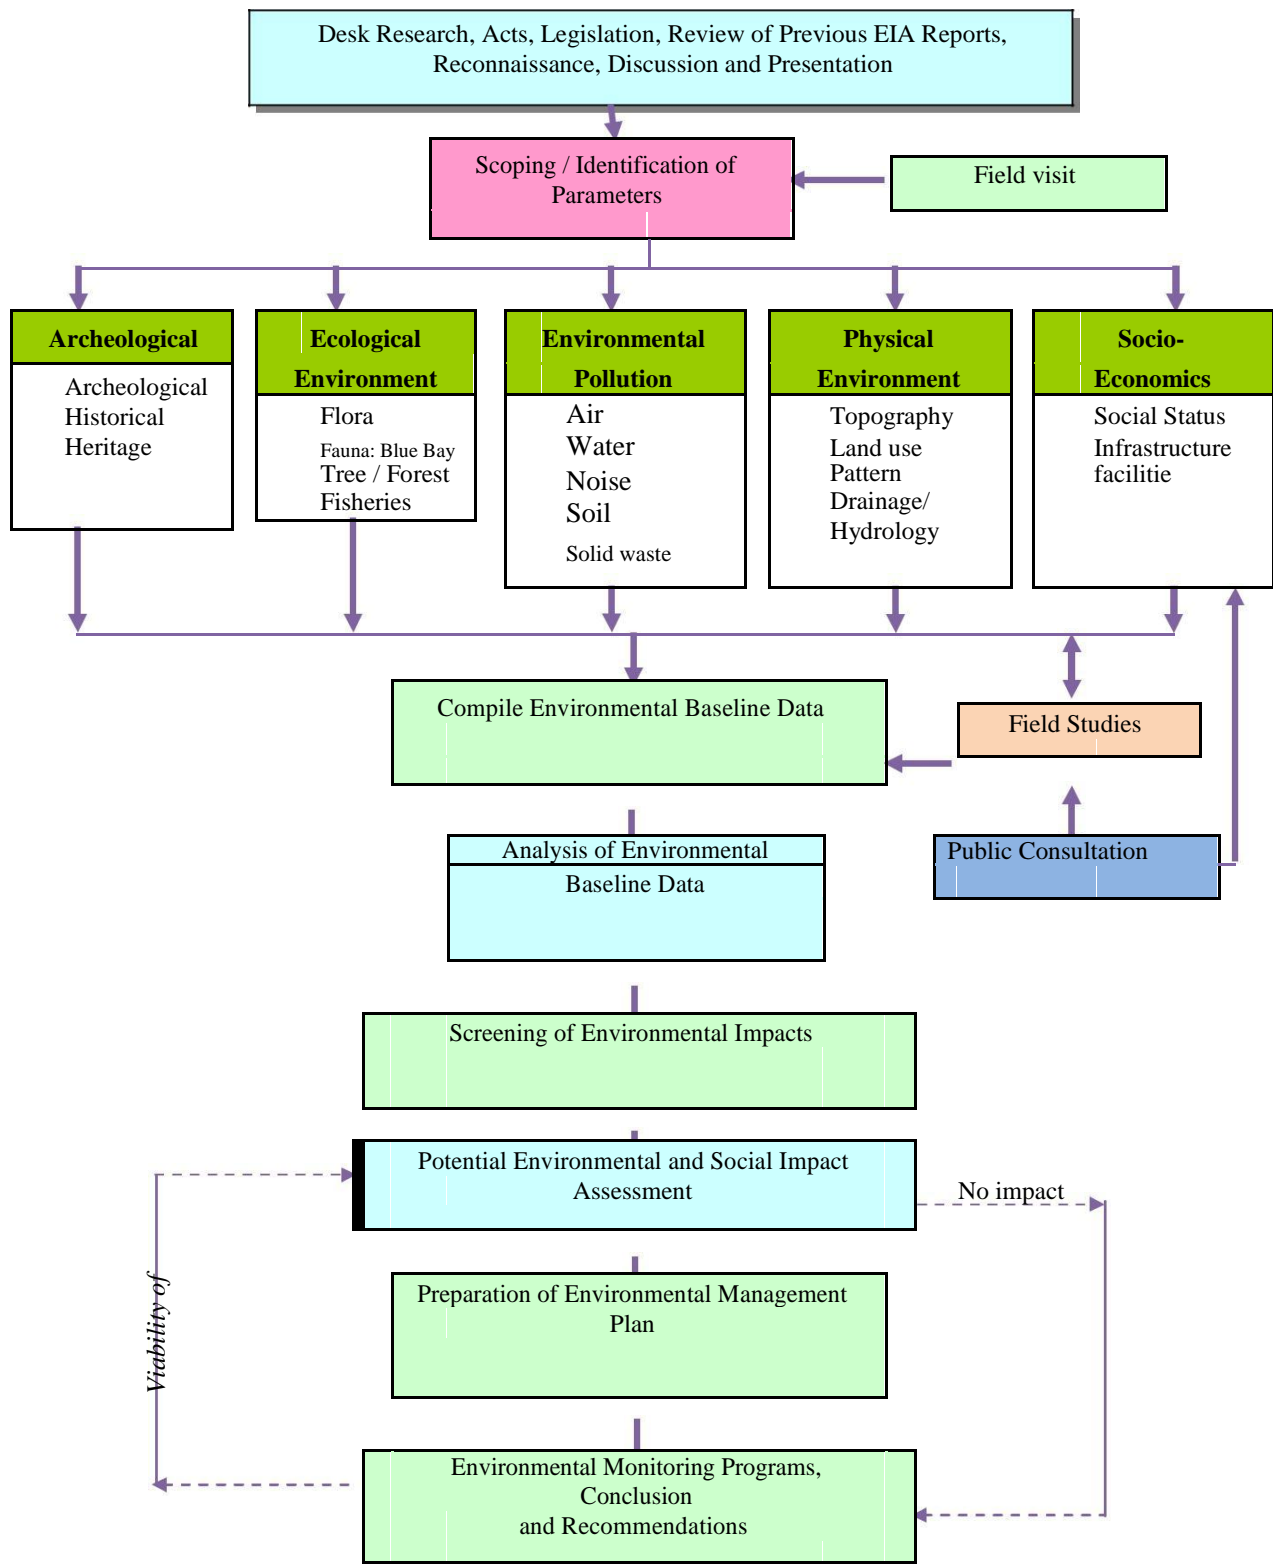 Desk Research, Acts, Legislation, Review of Previous EIA Reports,
Reconnaissance, Discussion and Presentation
Scoping / Identification of
Parameters
Field visit
Archeological
Archeological
Historical
Heritage
Ecological
Environment
Flora
Fauna: Blue Bay
Tree / Forest
Fisheries
Environmental
Pollution
Air
Water
Noise
Soil
Solid waste
Physical
Environment
Topography
Land use
Pattern
Drainage/
Hydrology
Socio-
Economics
Social Status
Infrastructure
facilitie
Compile Environmental Baseline Data
Field Studies
Analysis of Environmental
Baseline Data
Public Consultation
Screening of Environmental Impacts
Potential Environmental and Social Impact
Assessment
No impact
Viability of
Preparation of Environmental Management
Plan
Environmental Monitoring Programs,
Conclusion
and Recommendations